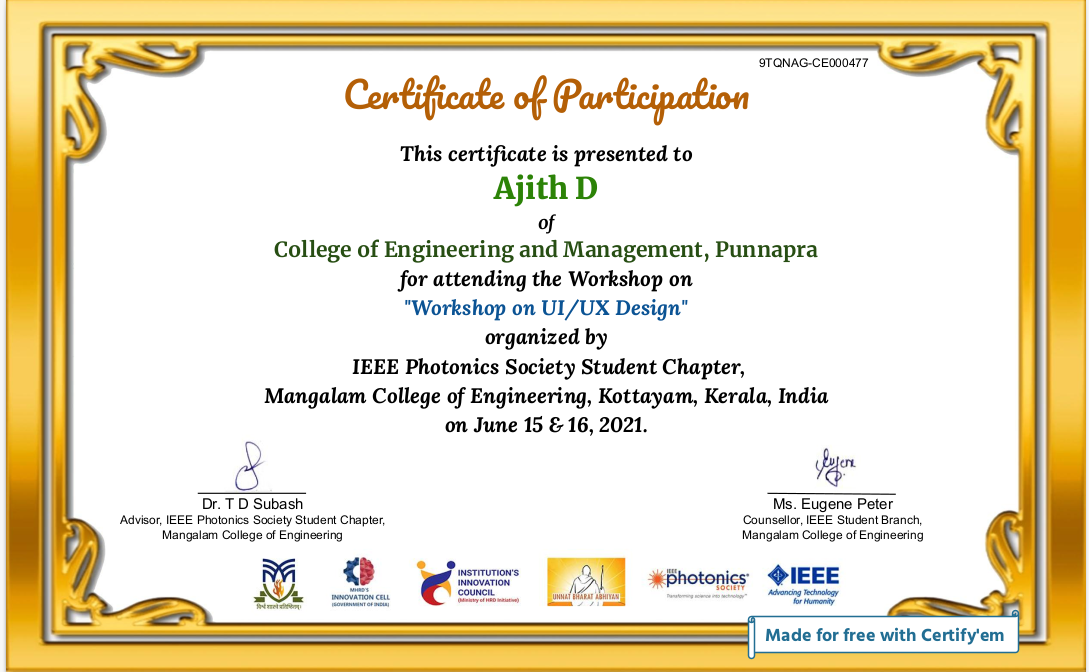 9TQNAG-CE000477
Certificate of Participation
This certificate is presented to
Ajith D
of
College of Engineering and Management, Punnapra
for attending the Workshop on
"Workshop on UI/UX Design"
organized by
IEEE Photonics Society Student Chapter,
Mangalam College of Engineering, Kottayam, Kerala, India
on June 15 & 16, 2021.
Eugene
Dr. T D Subash
Advisor, IEEE Photonics Society Student Chapter,
Mangalam College of Engineering
Ms. Eugene Peter
Counsellor, IEEE Student Branch,
Mangalam College of Engineering
MHRD'S
INNOVATION CELL
(GOVERNMENT OF INDIA)
INSTITUTION'S
INNOVATION
COUNCIL
(Ministry of HRD Initiative)
UNNAT BHARAT ABHIYAN
IEEE
photonics
SOCIETY
Transforming science into technology™
IEEE
Advancing Technology
for Humanity
Made for free with Certify'em